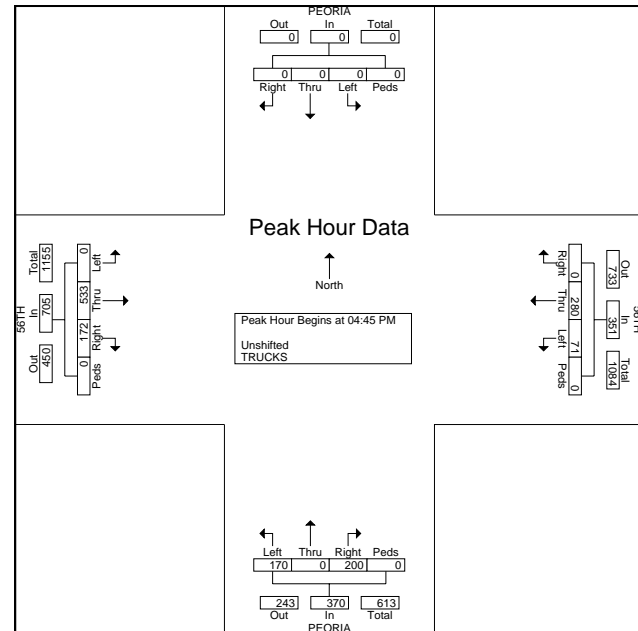 PEORIA
Out In Total
0 0 0
0 0 0 0
Right Thru Left Peds
Peak Hour Data
North
Peak Hour Begins at 04:45 PM
Unshifted
TRUCKS
56TH
Total In Out
1155 705 450
0 533 172 0
Left Thru Right Peds
Right Thru Left Peds
0 280 71 0
733 351 1084
Out In Total
56TH
Left Thru Right Peds
170 0 200 0
243 370 613
Out In Total
PEORIA